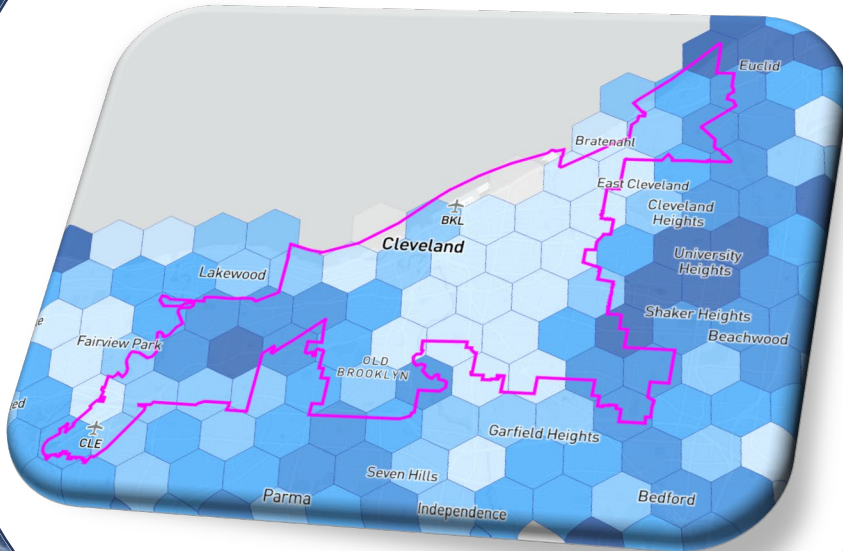 Euclid
Bratenahl
East Cleveland
Cleveland
Heights
BKL
Cleveland
University
Heights
Lakewood
Shaker Heights
Beachwood
e
Fairview Park
OLD
BROOKLYN
ed
CLE
Garfield Heights
Seven Hills
Parma
Independence
Bedford